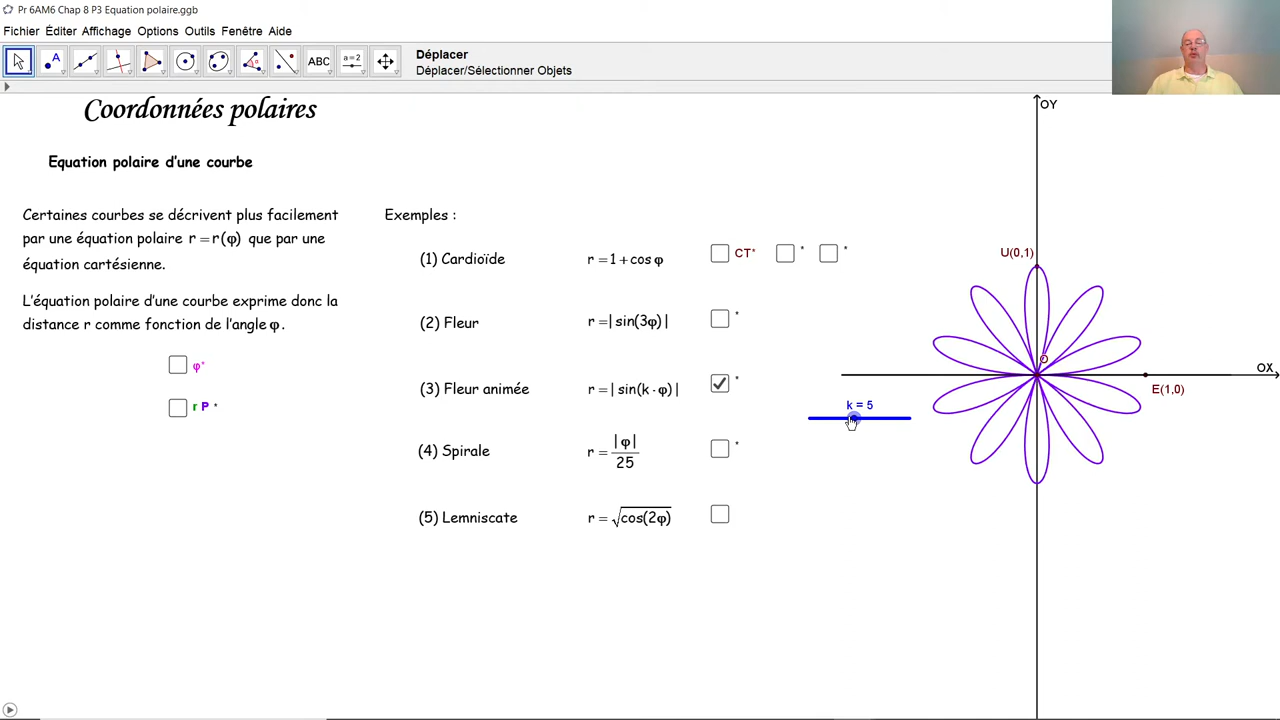 Pr 6AM6 Chap 8 P3 Equation polaire.ggb
Fichier Éditer Affichage Options Outils Fenêtre Aide
A
ABC
a=2
Déplacer
Déplacer/Sélectionner Objets
Coordonnées polaires
Equation polaire d'une courbe
Certaines courbes se décrivent plus facilement
par une équation polaire r=r(φ) que par une
équation cartésienne.
L'équation polaire d'une courbe exprime donc la
distance r comme fonction de l'angle φ.
φ*
r P *
Exemples :
(1) Cardioïde r=1+cos φ CT* * *
(2) Fleur r=|sin(3φ)| *
(3) Fleur animée r=|sin(k·φ)| *
(4) Spirale r=|φ|/25 *
(5) Lemniscate r=√cos(2φ)
k = 5
OY
U(0,1)
O
OX
E(1,0)